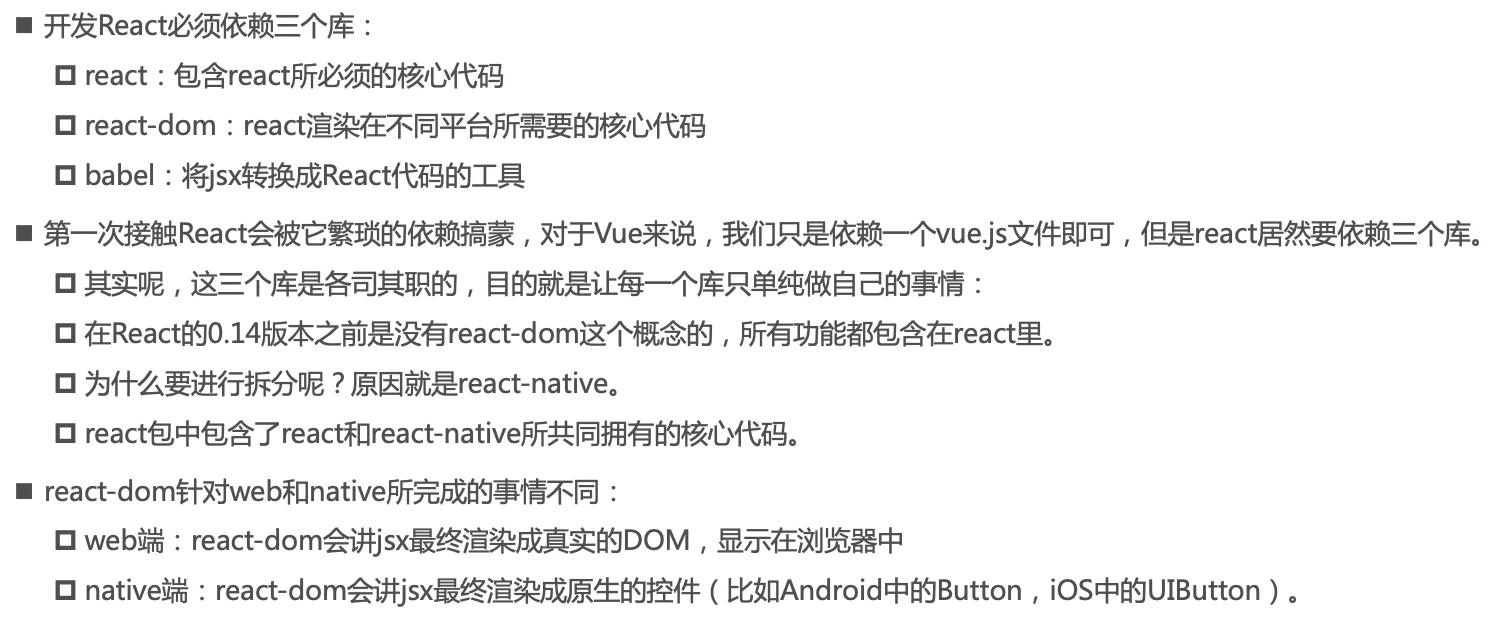 ■ 开发React必须依赖三个库：
react：包含react所必须的核心代码
react-dom：react渲染在不同平台所需要的核心代码
babel：将jsx转换成React代码的工具
■ 第一次接触React会被它繁琐的依赖搞蒙，对于Vue来说，我们只是依赖一个vue.js文件即可，但是react居然要依赖三个库。
其实呢，这三个库是各司其职的，目的就是让每一个库只单纯做自己的事情：
在React的0.14版本之前是没有react-dom这个概念的，所有功能都包含在react里。
为什么要进行拆分呢？原因就是react-native。
react包中包含了react和react-native所共同拥有的核心代码。
■ react-dom针对web和native所完成的事情不同：
web端：react-dom会讲jsx最终渲染成真实的DOM，显示在浏览器中
native端：react-dom会讲jsx最终渲染成原生的控件（比如Android中的Button，iOS中的UIButton）。